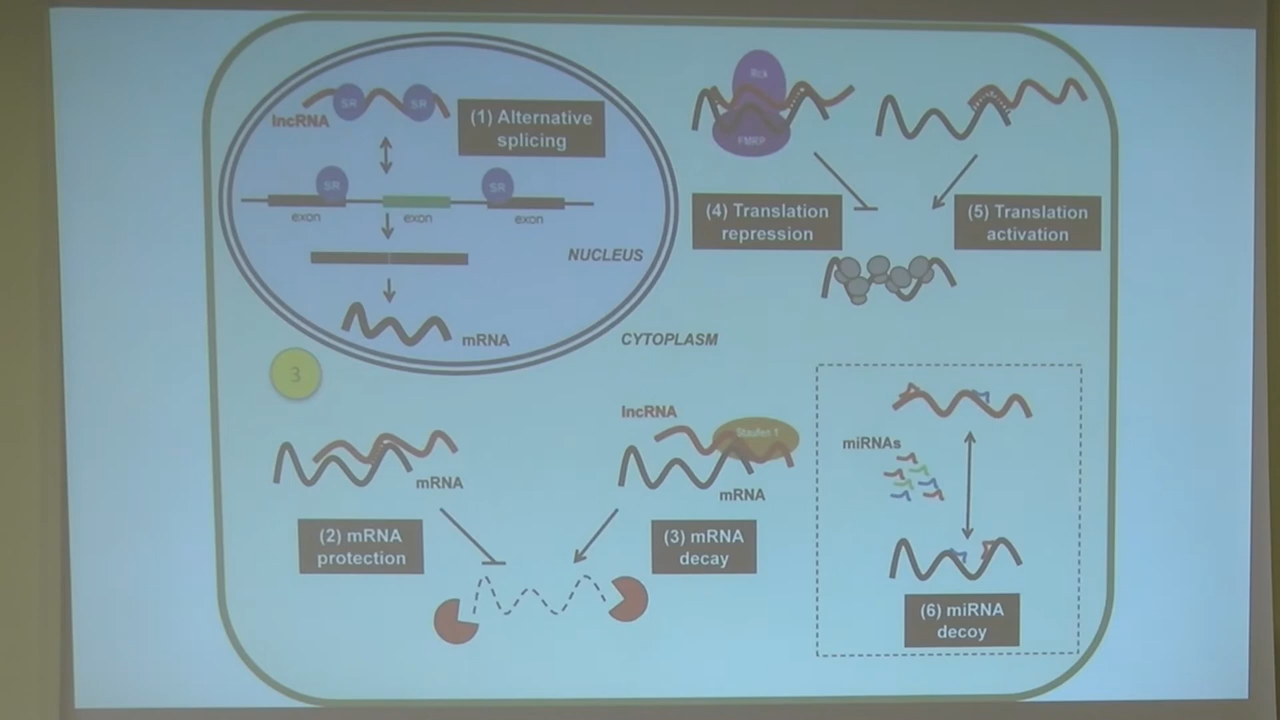 lncRNA
SR
SR
(1) Alternative
splicing
SR
SR
exon
exon
exon
NUCLEUS
mRNA
CYTOPLASM
Rck
FMRP
(4) Translation
repression
(5) Translation
activation
3
mRNA
(2) mRNA
protection
lncRNA
Staufen 1
mRNA
(3) mRNA
decay
miRNAs
(6) miRNA
decoy